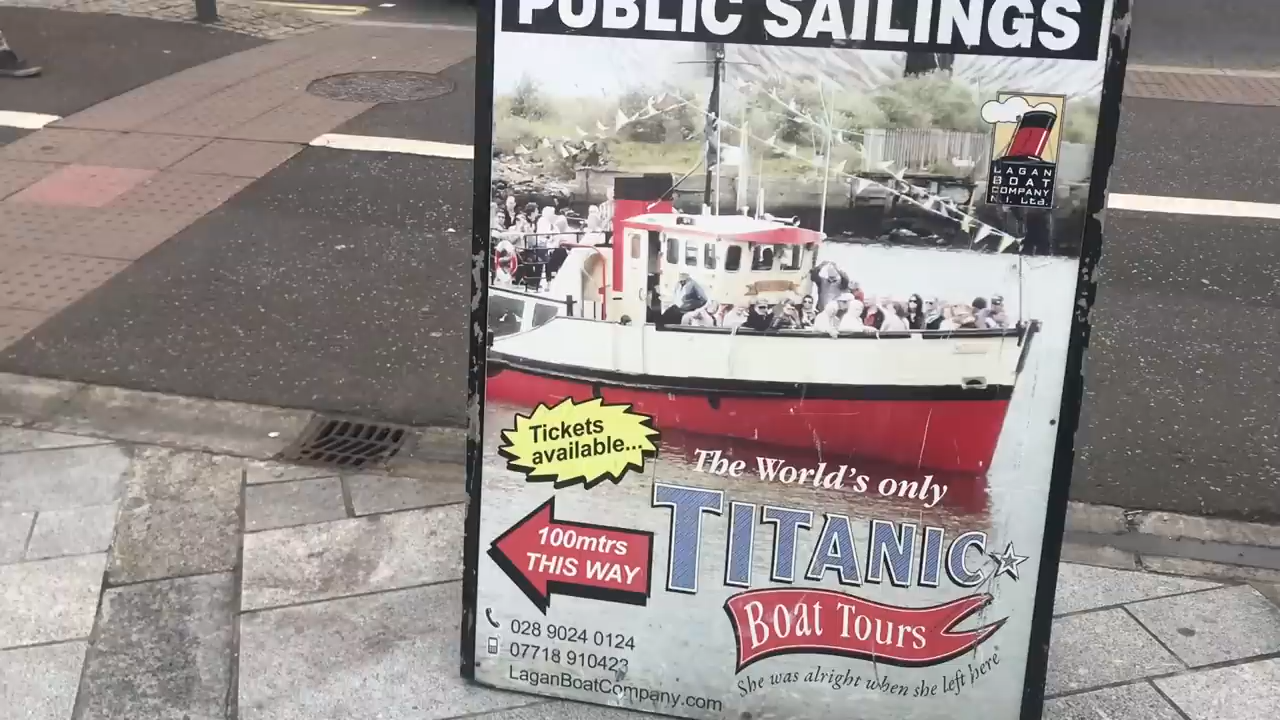 PUBLIC SAILINGS
LAGAN
BOAT
COMPANY
N.I. Ltd.
Tickets
available...
The World's only
TITANIC
Boat Tours
She was alright when she left here
100mtrs
THIS WAY
028 9024 0124
07718 910423
LaganBoatCompany.com